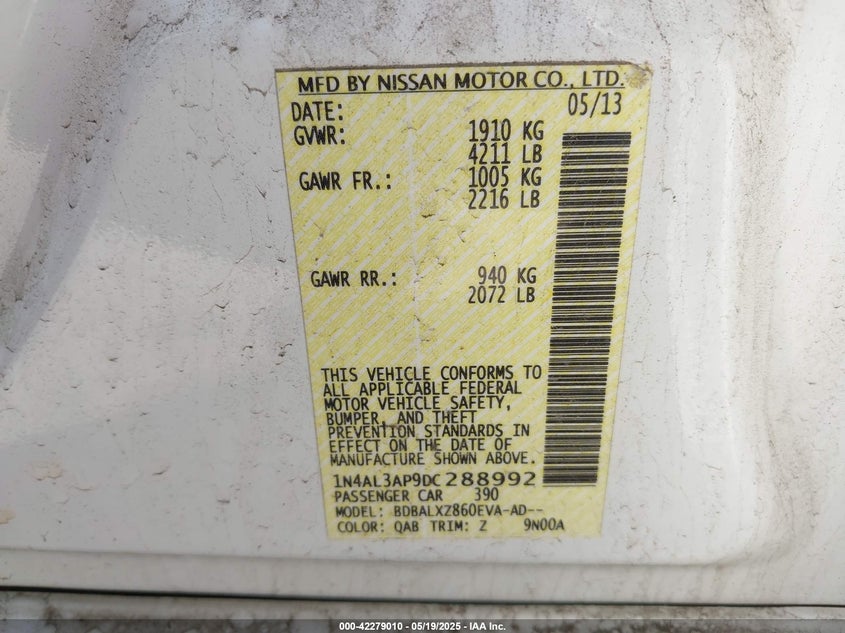 MFD BY NISSAN MOTOR CO., LTD.
DATE: 05/13
GVWR: 1910 KG
4211 LB
GAWR FR.: 1005 KG
2216 LB
GAWR RR.: 940 KG
2072 LB
THIS VEHICLE CONFORMS TO
ALL APPLICABLE FEDERAL
MOTOR VEHICLE SAFETY,
BUMPER, AND THEFT
PREVENTION STANDARDS IN
EFFECT ON THE DATE OF
MANUFACTURE SHOWN ABOVE.
1N4AL3AP9DC288992
PASSENGER CAR 390
MODEL: BDBALXZ860EVA-AD--
COLOR: QAB TRIM: Z 9N00A
000-42279010 - 05/19/2025 - IAA Inc.